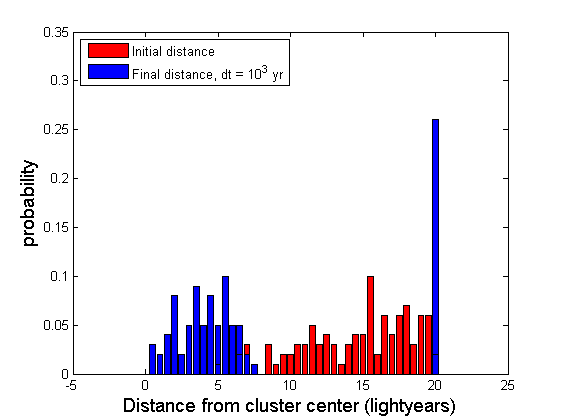 0.35
0.3
0.25
0.2
0.15
0.1
0.05
0
probability
Initial distance
Final distance, dt = 10³ yr
-5 0 5 10 15 20 25
Distance from cluster center (lightyears)